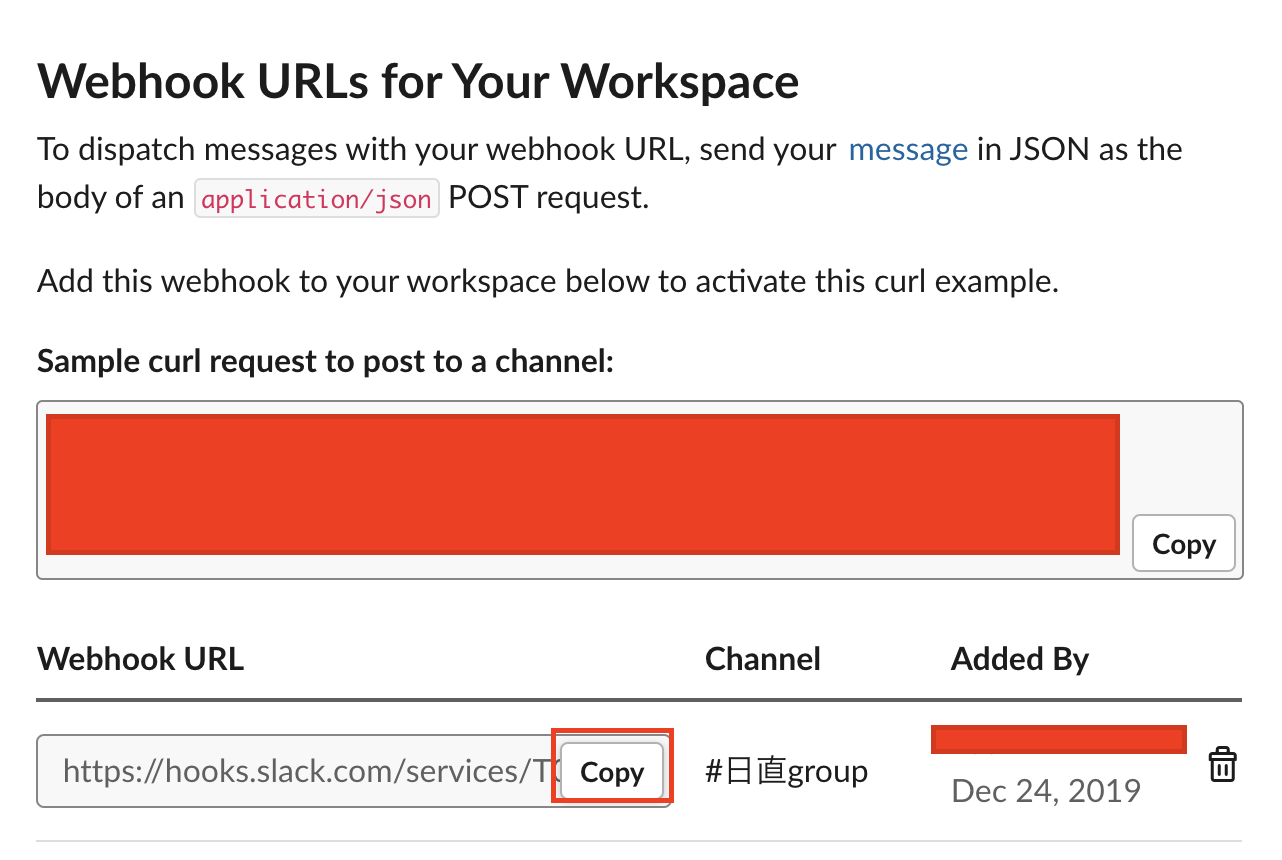 Webhook URLs for Your Workspace
To dispatch messages with your webhook URL, send your message in JSON as the
body of an application/json POST request.
Add this webhook to your workspace below to activate this curl example.
Sample curl request to post to a channel:
Copy
Webhook URL Channel Added By
https://hooks.slack.com/services/T Copy #日直group
Dec 24, 2019